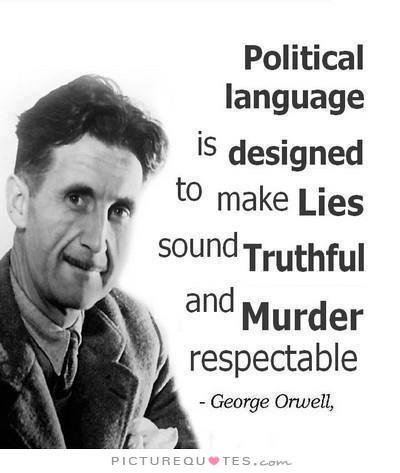 Political
language
is designed
to make Lies
sound Truthful
and Murder
respectable
- George Orwell,
PICTUREQUOTES.com